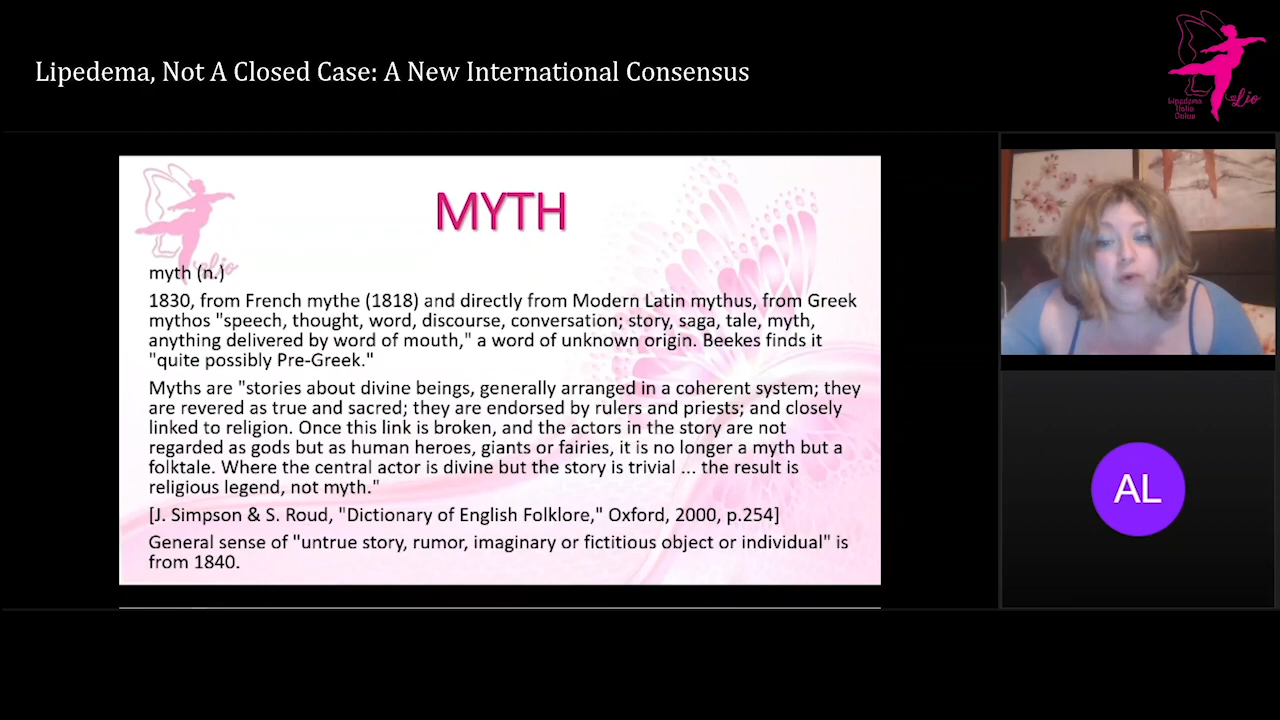 Lipedema, Not A Closed Case: A New International Consensus
Lipedema
Italia
Onlus
Lio
MYTH
lio
myth (n.)
1830, from French mythe (1818) and directly from Modern Latin mythus, from Greek
mythos "speech, thought, word, discourse, conversation; story, saga, tale, myth,
anything delivered by word of mouth," a word of unknown origin. Beekes finds it
"quite possibly Pre-Greek."
Myths are "stories about divine beings, generally arranged in a coherent system; they
are revered as true and sacred; they are endorsed by rulers and priests; and closely
linked to religion. Once this link is broken, and the actors in the story are not
regarded as gods but as human heroes, giants or fairies, it is no longer a myth but a
folktale. Where the central actor is divine but the story is trivial ... the result is
religious legend, not myth."
[J. Simpson & S. Roud, "Dictionary of English Folklore," Oxford, 2000, p.254]
General sense of "untrue story, rumor, imaginary or fictitious object or individual" is
from 1840.
AL